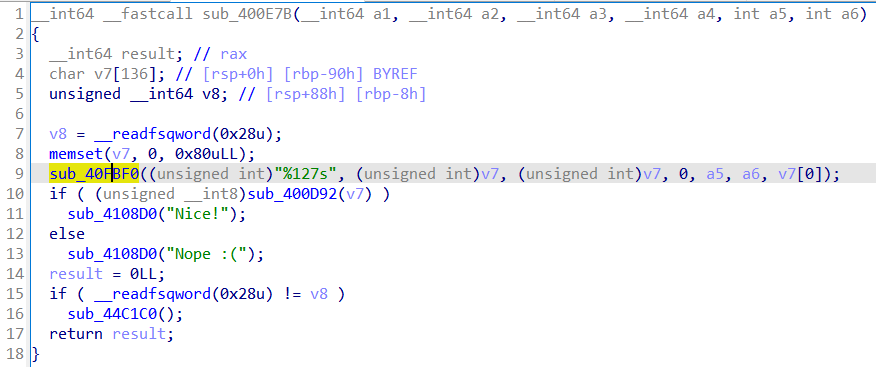 1 __int64 __fastcall sub_400E7B(__int64 a1, __int64 a2, __int64 a3, __int64 a4, int a5, int a6)
2 {
3   __int64 result; // rax
4   char v7[136]; // [rsp+0h] [rbp-90h] BYREF
5   unsigned __int64 v8; // [rsp+88h] [rbp-8h]
6
7   v8 = __readfsqword(0x28u);
8   memset(v7, 0, 0x80uLL);
9   sub_40FBF0((unsigned int)"%127s", (unsigned int)v7, (unsigned int)v7, 0, a5, a6, v7[0]);
10   if ( (unsigned __int8)sub_400D92(v7) )
11     sub_4108D0("Nice!");
12   else
13     sub_4108D0("Nope :(");
14   result = 0LL;
15   if ( __readfsqword(0x28u) != v8 )
16     sub_44C1C0();
17   return result;
18 }